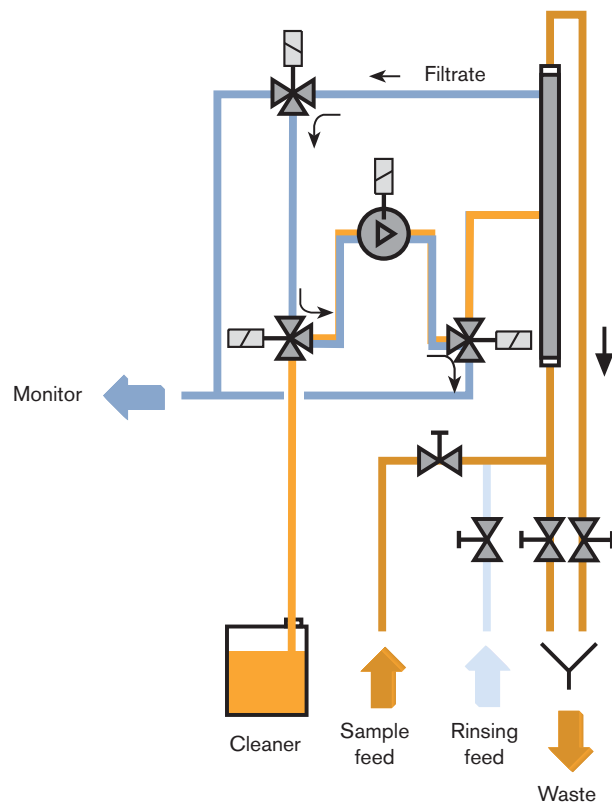 Filtrate
Monitor
Cleaner
Sample
feed
Rinsing
feed
Waste